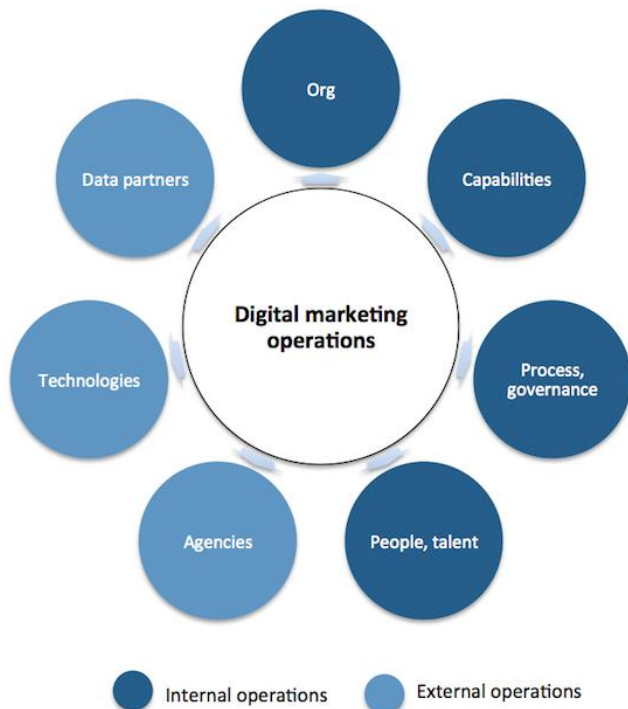 Org
Data partners
Capabilities
Digital marketing
operations
Technologies
Process,
governance
Agencies
People, talent
Internal operations
External operations